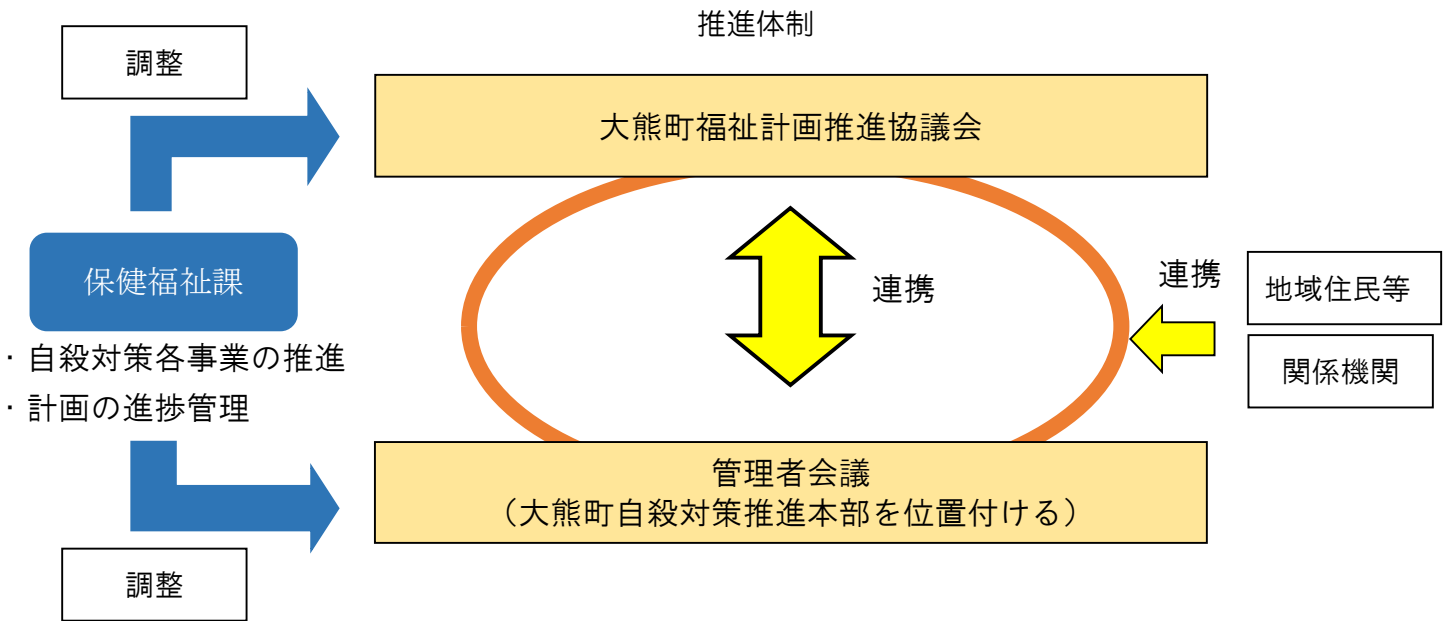 推進体制
調整
大熊町福祉計画推進協議会
保健福祉課
・自殺対策各事業の推進
・計画の進捗管理
連携
連携
地域住民等
関係機関
管理者会議
（大熊町自殺対策推進本部を位置付ける）
調整